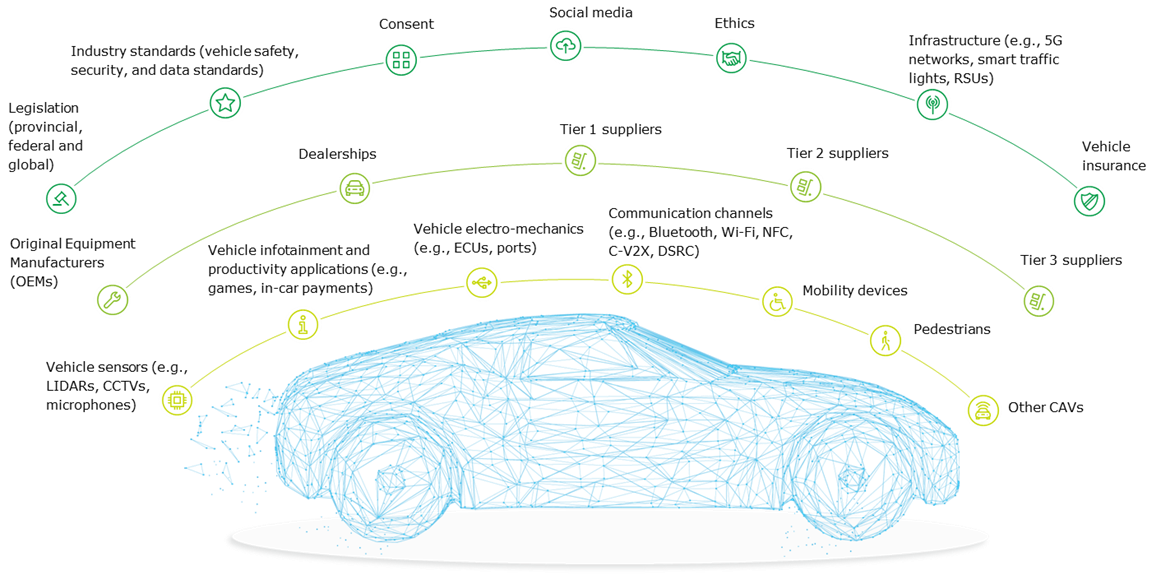 Social media
Consent
Ethics
Industry standards (vehicle safety,
security, and data standards)
Infrastructure (e.g., 5G
networks, smart traffic
lights, RSUs)
Legislation
(provincial,
federal and
global)
Vehicle
insurance
Tier 1 suppliers
Dealerships
Tier 2 suppliers
Original Equipment
Manufacturers
(OEMs)
Tier 3 suppliers
Vehicle infotainment and
productivity applications (e.g.,
games, in-car payments)
Vehicle electro-mechanics
(e.g., ECUs, ports)
Communication channels
(e.g., Bluetooth, Wi-Fi, NFC,
C-V2X, DSRC)
Mobility devices
Pedestrians
Vehicle sensors (e.g.,
LIDARs, CCTVs,
microphones)
Other CAVs